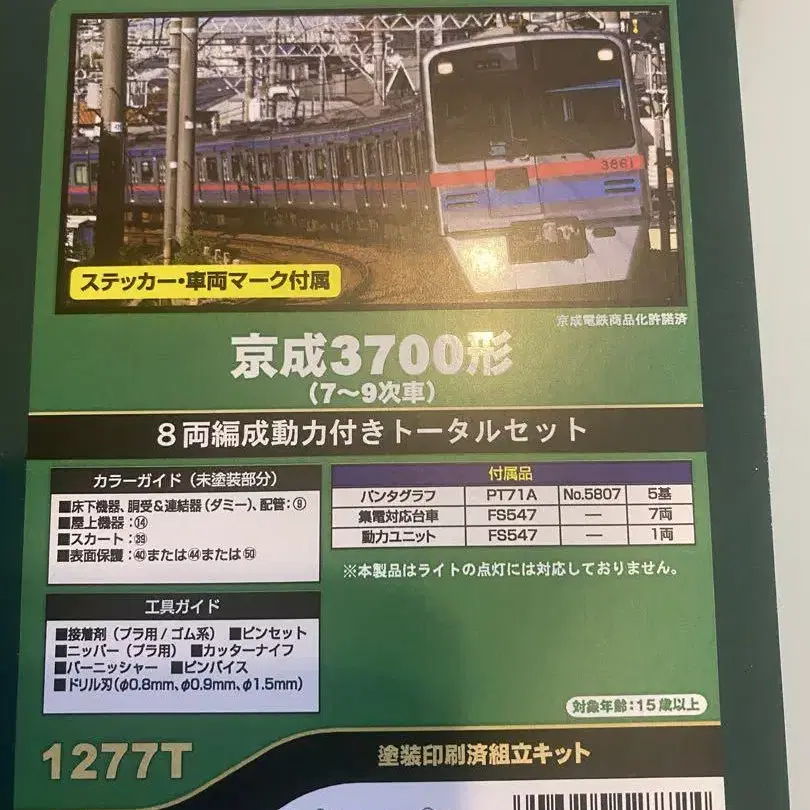 3861
ステッカー・車両マーク付属
京成電鉄商品化許諾済
京成3700形
(7〜9次車)
8両編成動力付きトータルセット
カラーガイド（未塗装部分）
■床下機器、胴受&連結器（ダミー）、配管：⑨
■屋上機器：⑭
■スカート：㊴
■表面保護：㊵または㊹または㊿
付属品
パンタグラフ PT71A No.5807 5基
集電対応台車 FS547 — 7両
動力ユニット FS547 — 1両
※本製品はライトの点灯には対応しておりません。
工具ガイド
■接着剤（プラ用/ゴム系） ■ピンセット
■ニッパー（プラ用） ■カッターナイフ
■バーニッシャー ■ピンバイス
■ドリル刃(φ0.8mm、φ0.9mm、φ1.5mm)
対象年齢：15歳以上
1277T
塗装印刷済組立キット